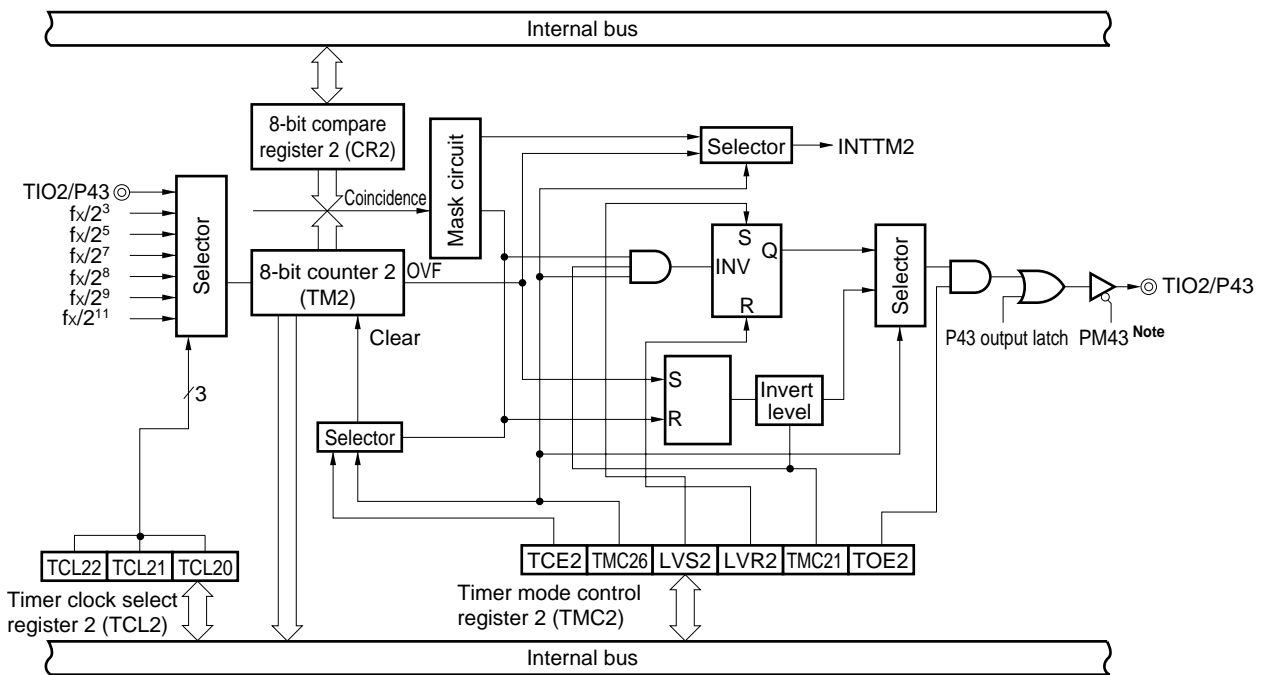 Internal bus
8-bit compare
register 2 (CR2)
Mask circuit
Selector
INTTM2
TIO2/P43
fx/2³
fx/2⁵
fx/2⁷
fx/2⁸
fx/2⁹
fx/2¹¹
Selector
Coincidence
8-bit counter 2
(TM2)
OVF
Clear
S
INV
Q
R
Selector
TIO2/P43
P43 output latch
PM43 Note
3
S
R
Invert
level
Selector
TCL22 TCL21 TCL20
Timer clock select
register 2 (TCL2)
TCE2 TMC26 LVS2 LVR2 TMC21 TOE2
Timer mode control
register 2 (TMC2)
Internal bus